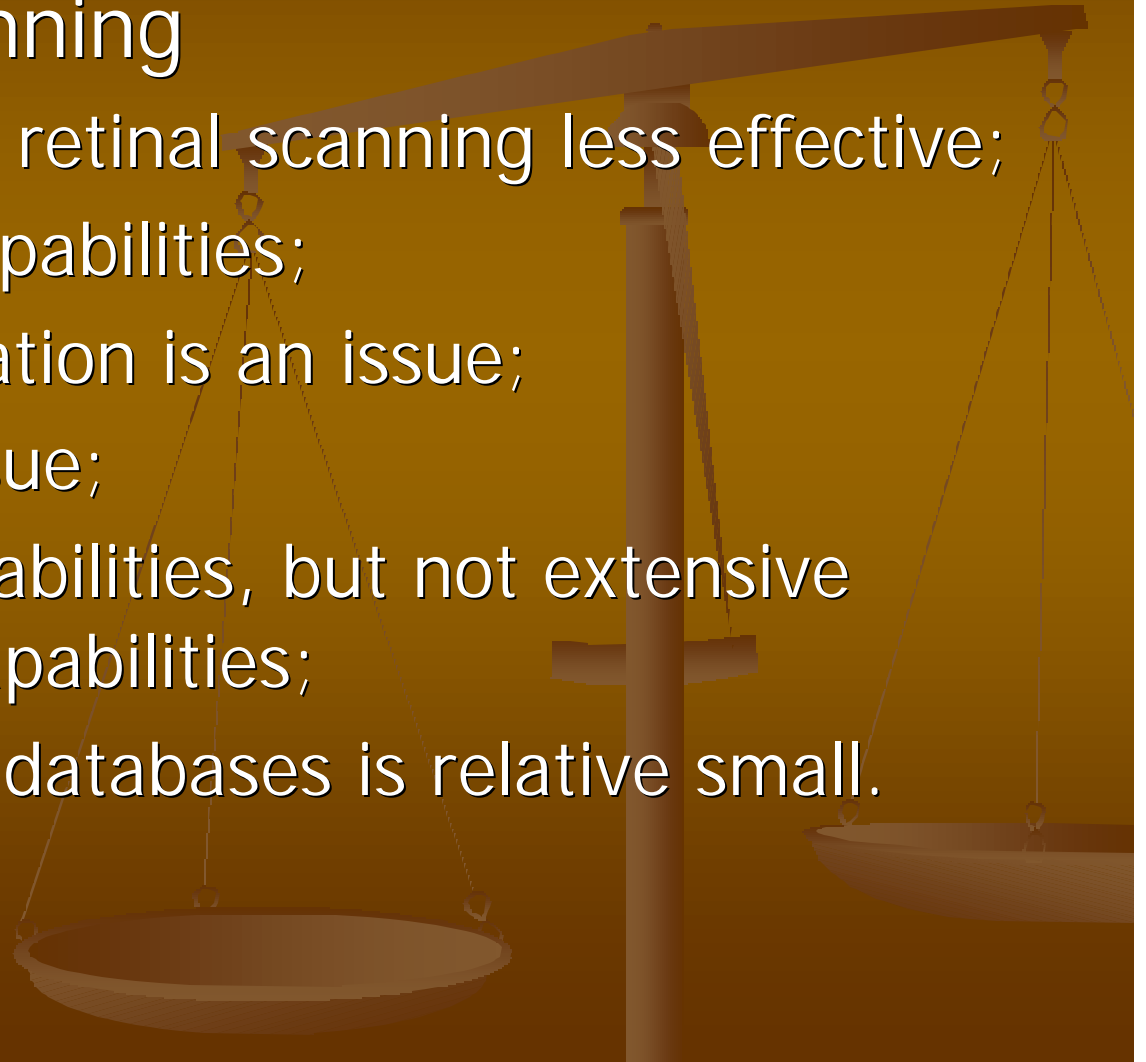 nning
retinal scanning less effective;
pabilities;
ation is an issue;
sue;
abilities, but not extensive
pabilities;
databases is relative small.